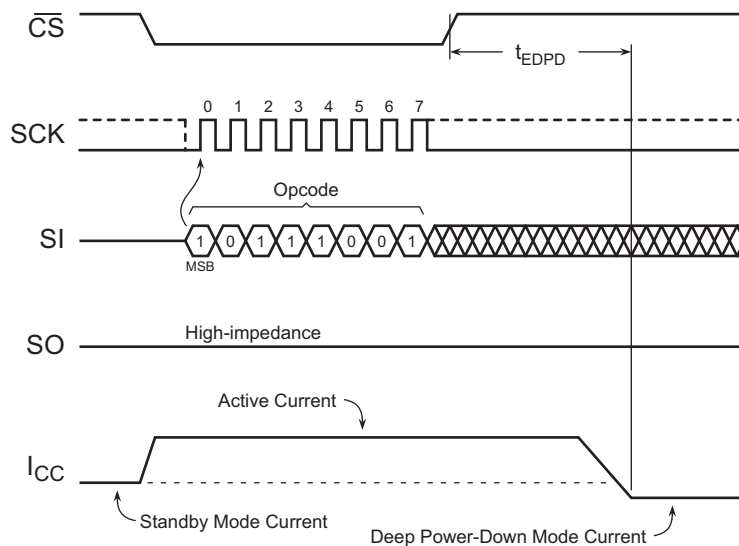 CS
tEDPD
0 1 2 3 4 5 6 7
SCK
Opcode
SI
1 0 1 1 1 0 0 1
MSB
High-impedance
SO
Active Current
ICC
Standby Mode Current
Deep Power-Down Mode Current